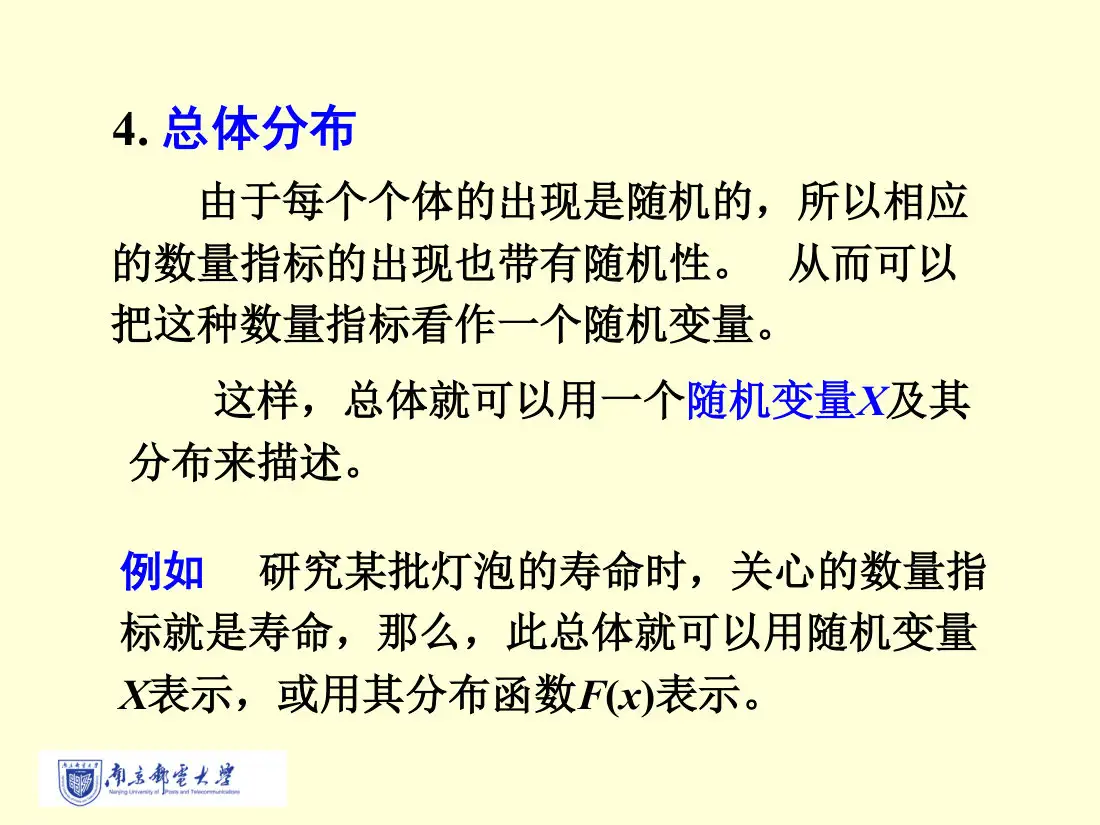 4. 总体分布
由于每个个体的出现是随机的，所以相应
的数量指标的出现也带有随机性。 从而可以
把这种数量指标看作一个随机变量。
这样，总体就可以用一个随机变量X及其
分布来描述。
例如 研究某批灯泡的寿命时，关心的数量指
标就是寿命，那么，此总体就可以用随机变量
X表示，或用其分布函数F(x)表示。
南京邮电大学
Nanjing University of Posts and Telecommunications